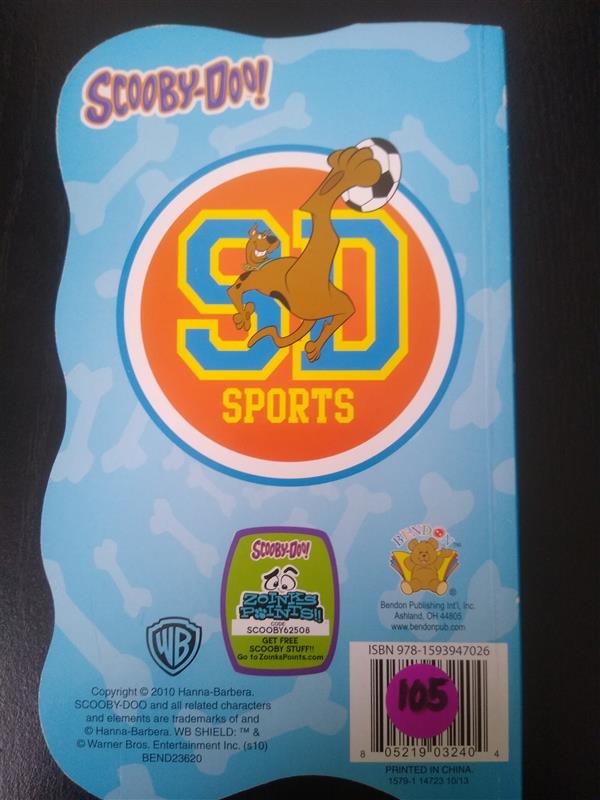 SCOOBY-DOO!
SD
SPORTS
SCOOBY-DOO!
ZOINKS
POINTS!!
CODE
SCOOBY62508
GET FREE
SCOOBY STUFF!!
Go to ZoinksPoints.com
BENDON
Bendon Publishing Int'l, Inc.
Ashland, OH 44805
www.bendonpub.com
WB
Copyright © 2010 Hanna-Barbera.
SCOOBY-DOO and all related characters
and elements are trademarks of and
© Hanna-Barbera. WB SHIELD: ™ &
© Warner Bros. Entertainment Inc. (s10)
BEND23620
ISBN 978-1593947026
105
8 05219 03240 4
PRINTED IN CHINA.
1579-1 14723 10/13